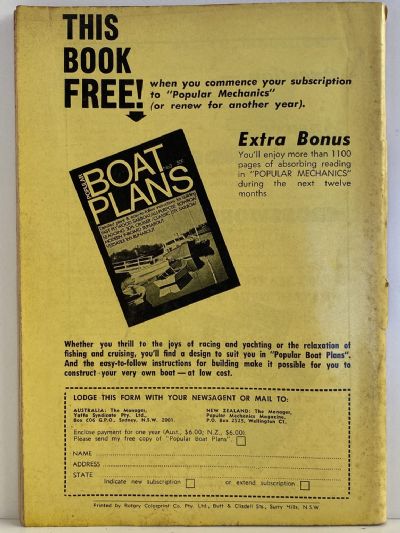 THIS
BOOK
FREE!
when you commence your subscription
to "Popular Mechanics"
(or renew for another year).
Extra Bonus
You'll enjoy more than 1100
pages of absorbing reading
in "POPULAR MECHANICS"
during the next twelve
months
POPULAR
BOAT
PLANS
Whether you thrill to the joys of racing and yachting or the relaxation of
fishing and cruising, you'll find a design to suit you in "Popular Boat Plans".
And the easy-to-follow instructions for building make it possible for you to
construct your very own boat — at low cost.
LODGE THIS FORM WITH YOUR NEWSAGENT OR MAIL TO:
AUSTRALIA: The Manager,
Yaffa Syndicate Pty. Ltd.,
Box 606 G.P.O., Sydney, N.S.W. 2001.
NEW ZEALAND: The Manager,
Popular Mechanics Magazine,
P.O. Box 2525, Wellington C1.
Enclose payment for one year (Aust., $6.00; N.Z., $6.00).
Please send my free copy of "Popular Boat Plans".
NAME
ADDRESS
STATE
Indicate new subscription
or extend subscription
Printed by Rotary Colorprint Co. Pty. Ltd., Butt & Clisdell Sts., Surry Hills, N.S.W